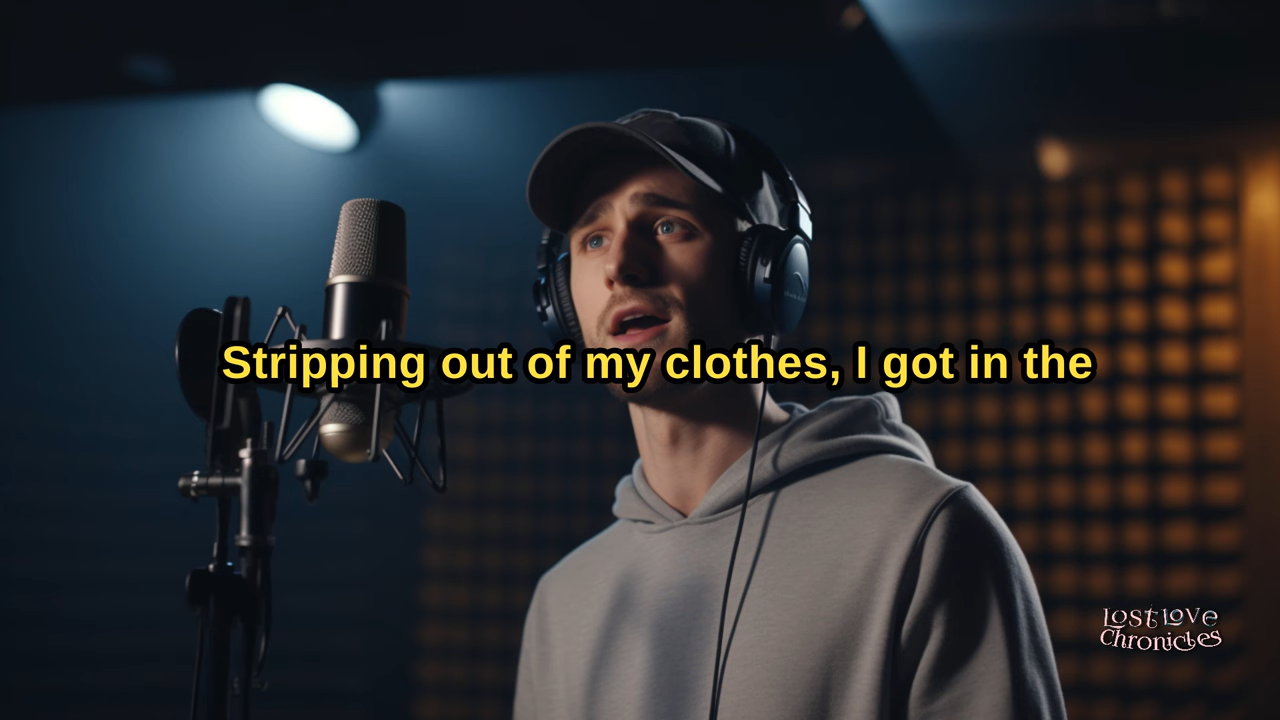 Stripping out of my clothes, I got in the
Lost Love
Chronicles